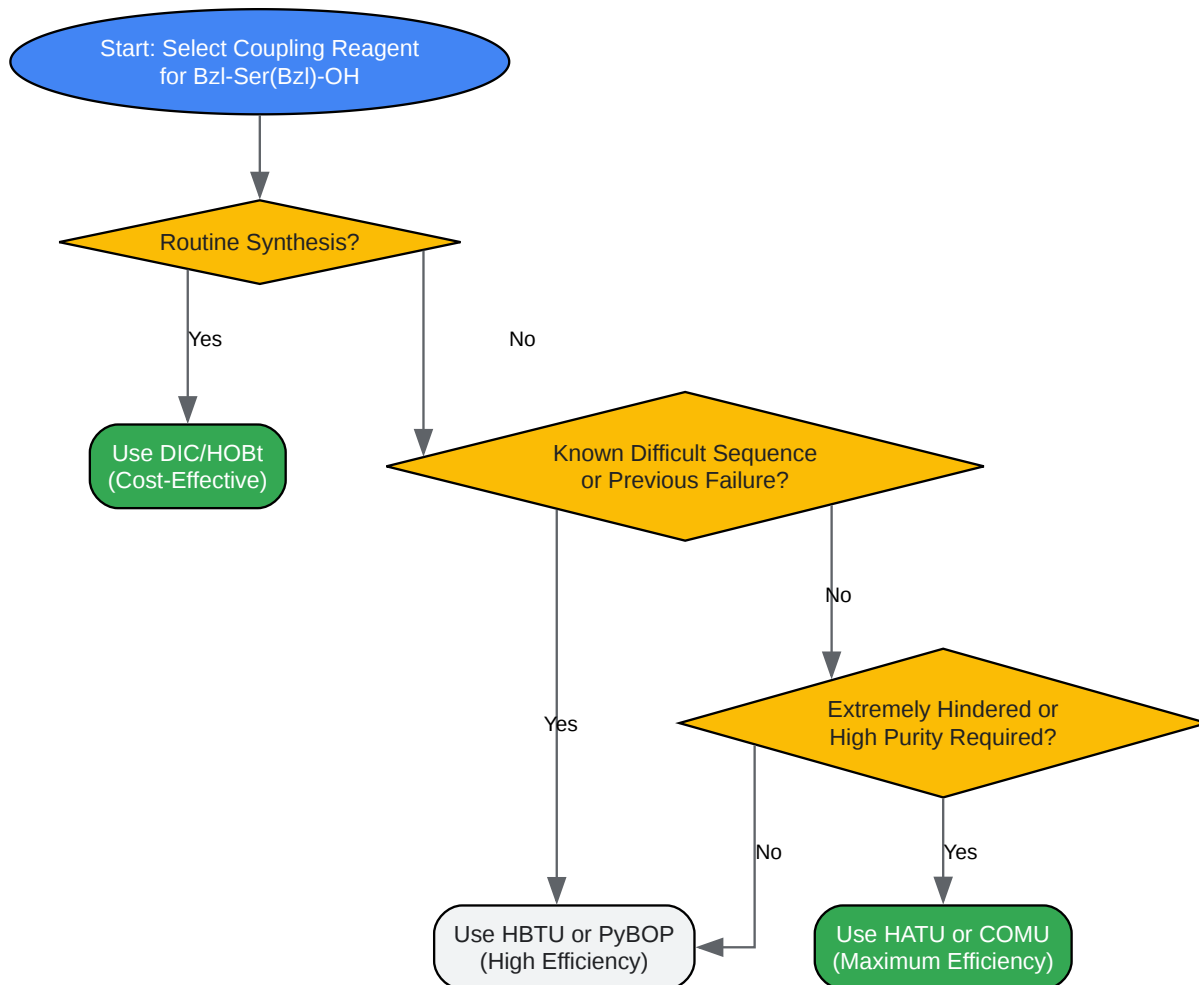 Start: Select Coupling Reagent
for Bzl-Ser(Bzl)-OH
Routine Synthesis?
Yes
No
Use DIC/HOBt
(Cost-Effective)
Known Difficult Sequence
or Previous Failure?
No
Yes
Extremely Hindered or
High Purity Required?
No
Yes
Use HBTU or PyBOP
(High Efficiency)
Use HATU or COMU
(Maximum Efficiency)